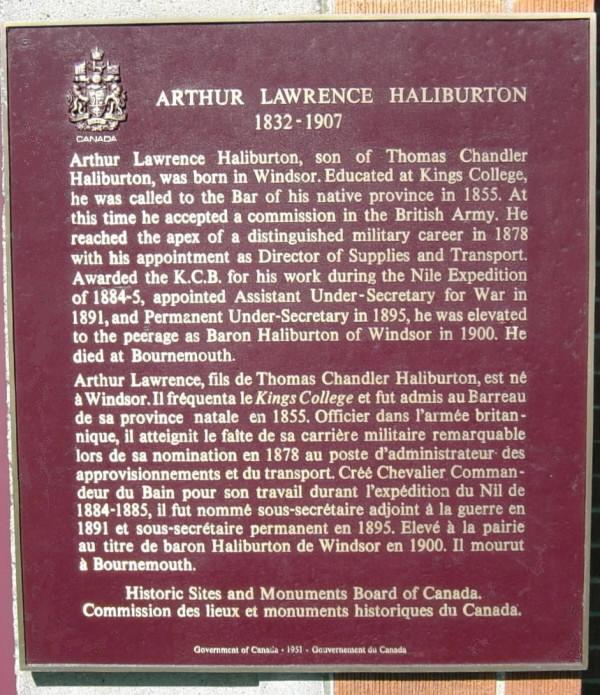 CANADA
ARTHUR LAWRENCE HALIBURTON
1832-1907
Arthur Lawrence Haliburton, son of Thomas Chandler
Haliburton, was born in Windsor. Educated at Kings College,
he was called to the Bar of his native province in 1855. At
this time he accepted a commission in the British Army. He
reached the apex of a distinguished military career in 1878
with his appointment as Director of Supplies and Transport.
Awarded the K.C.B. for his work during the Nile Expedition
of 1884-5, appointed Assistant Under-Secretary for War in
1891, and Permanent Under-Secretary in 1895, he was elevated
to the peerage as Baron Haliburton of Windsor in 1900. He
died at Bournemouth.
Arthur Lawrence, fils de Thomas Chandler Haliburton, est né
à Windsor. Il fréquenta le Kings College et fut admis au Barreau
de sa province natale en 1855. Officier dans l'armée britan-
nique, il atteignit le faîte de sa carrière militaire remarquable
lors de sa nomination en 1878 au poste d'administrateur des
approvisionnements et du transport. Créé Chevalier Comman-
deur du Bain pour son travail durant l'expédition du Nil de
1884-1885, il fut nommé sous-secrétaire adjoint à la guerre en
1891 et sous-secrétaire permanent en 1895. Elevé à la pairie
au titre de baron Haliburton de Windsor en 1900. Il mourut
à Bournemouth.
Historic Sites and Monuments Board of Canada.
Commission des lieux et monuments historiques du Canada.
Government of Canada - 1951 - Gouvernement du Canada